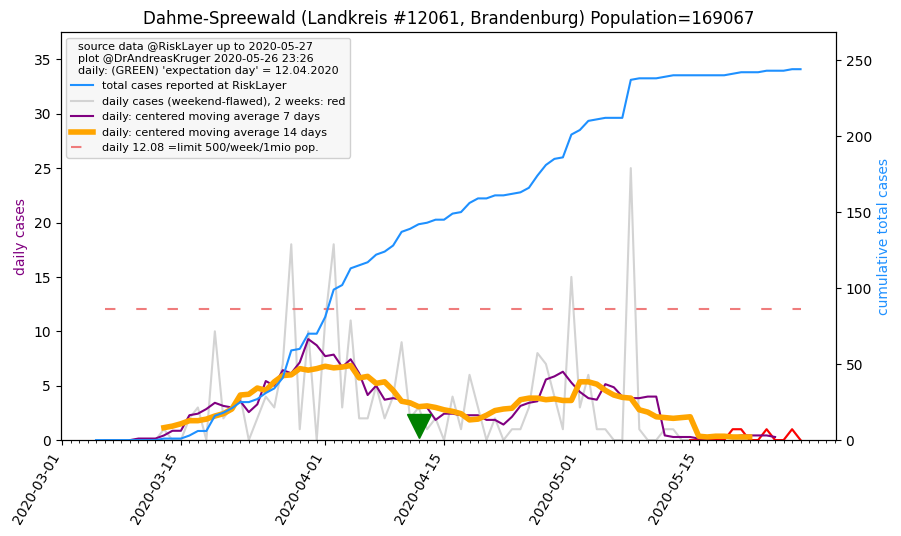 Dahme-Spreewald (Landkreis #12061, Brandenburg) Population=169067
source data @RiskLayer up to 2020-05-27
plot @DrAndreasKruger 2020-05-26 23:26
daily: (GREEN) 'expectation day' = 12.04.2020
total cases reported at RiskLayer
daily cases (weekend-flawed), 2 weeks: red
daily: centered moving average 7 days
daily: centered moving average 14 days
daily 12.08 =limit 500/week/1mio pop.
daily cases
35
30
25
20
15
10
5
0
250
200
150
100
50
0
cumulative total cases
2020-03-01
2020-03-15
2020-04-01
2020-04-15
2020-05-01
2020-05-15